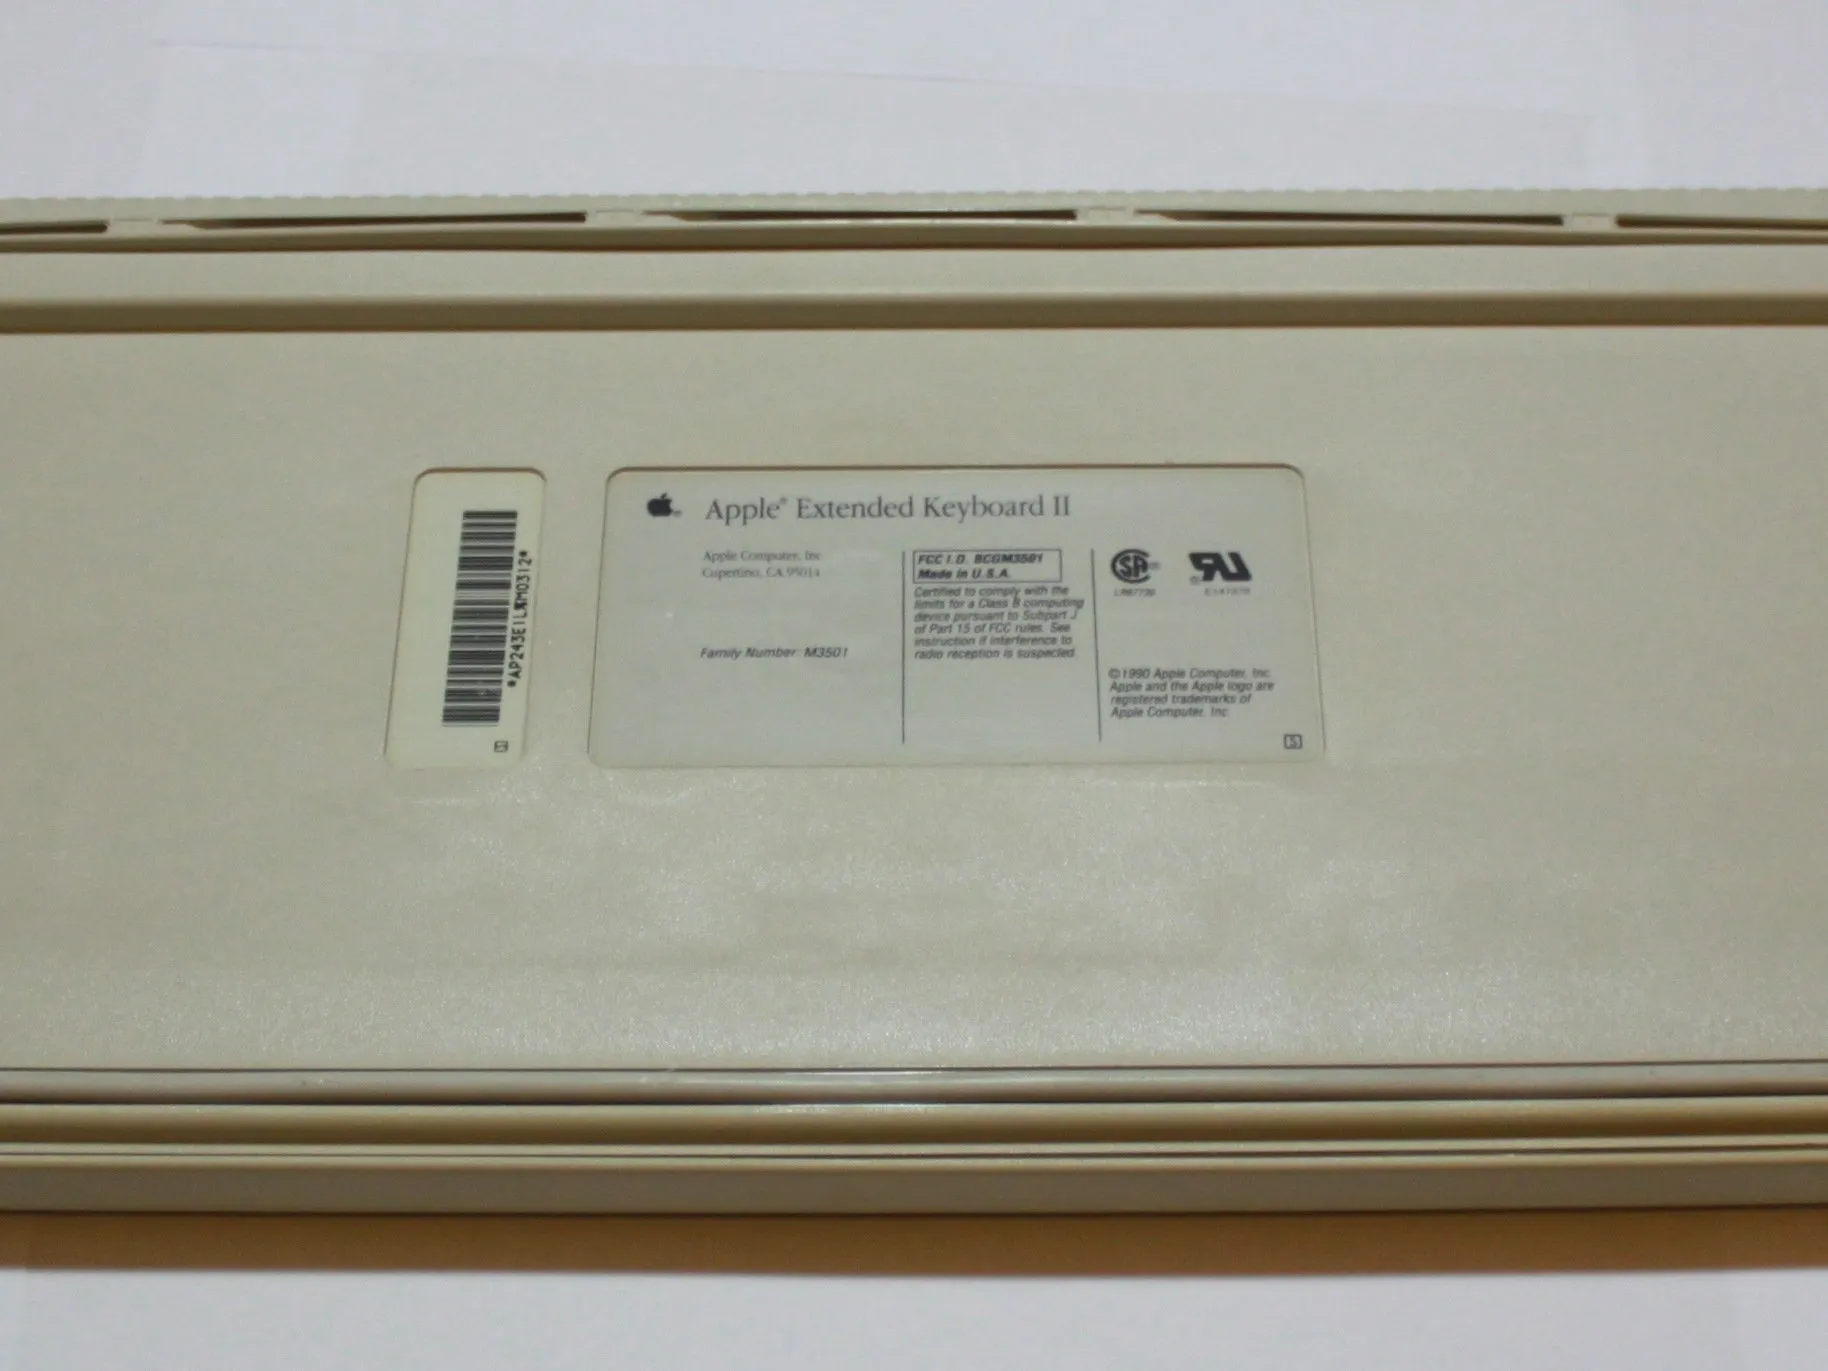 *AP243E1L%M0312*
Apple® Extended Keyboard II
Apple Computer, Inc
Cupertino, CA 95014
Family Number: M3501
FCC I.D. BCGM3501
Made in U.S.A.
Certified to comply with the
limits for a Class B computing
device pursuant to Subpart J
of Part 15 of FCC rules. See
instruction if interference to
radio reception is suspected
©1990 Apple Computer, Inc.
Apple and the Apple logo are
registered trademarks of
Apple Computer, Inc
S